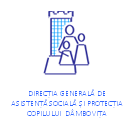 DIRECȚIA GENERALĂ DE
ASISTENȚĂ SOCIALĂ ȘI PROTECȚIA
COPILULUI DÂMBOVIȚA